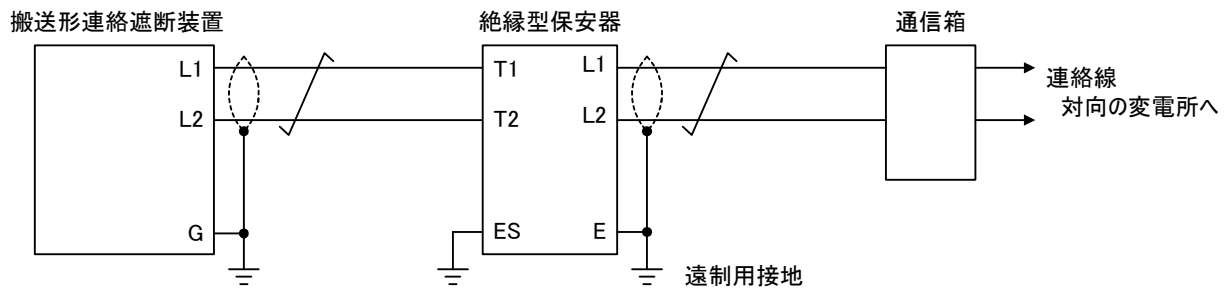 搬送形連絡遮断装置
絶縁型保安器
通信箱
L1
T1
L1
連絡線
対向の変電所へ
L2
T2
L2
G
ES
E
遠制用接地